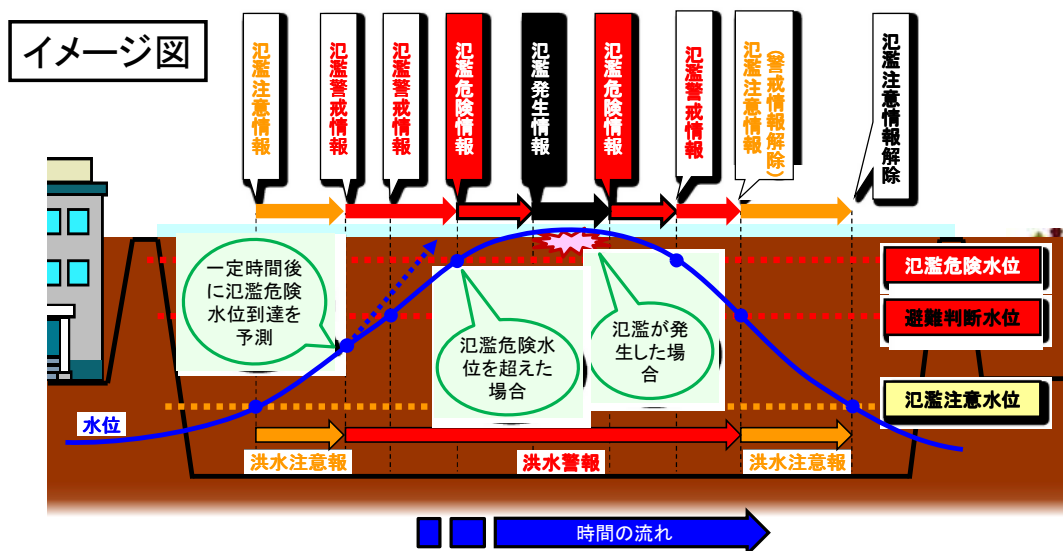 イメージ図
氾濫注意情報
氾濫警戒情報
氾濫警戒情報
氾濫危険情報
氾濫発生情報
氾濫危険情報
氾濫警戒情報
氾濫注意情報
(警戒情報解除)
氾濫注意情報解除
一定時間後
に氾濫危険
水位到達を
予測
氾濫危険水
位を超えた
場合
氾濫が発
生した場
合
氾濫危険水位
避難判断水位
氾濫注意水位
水位
洪水注意報
洪水警報
洪水注意報
時間の流れ